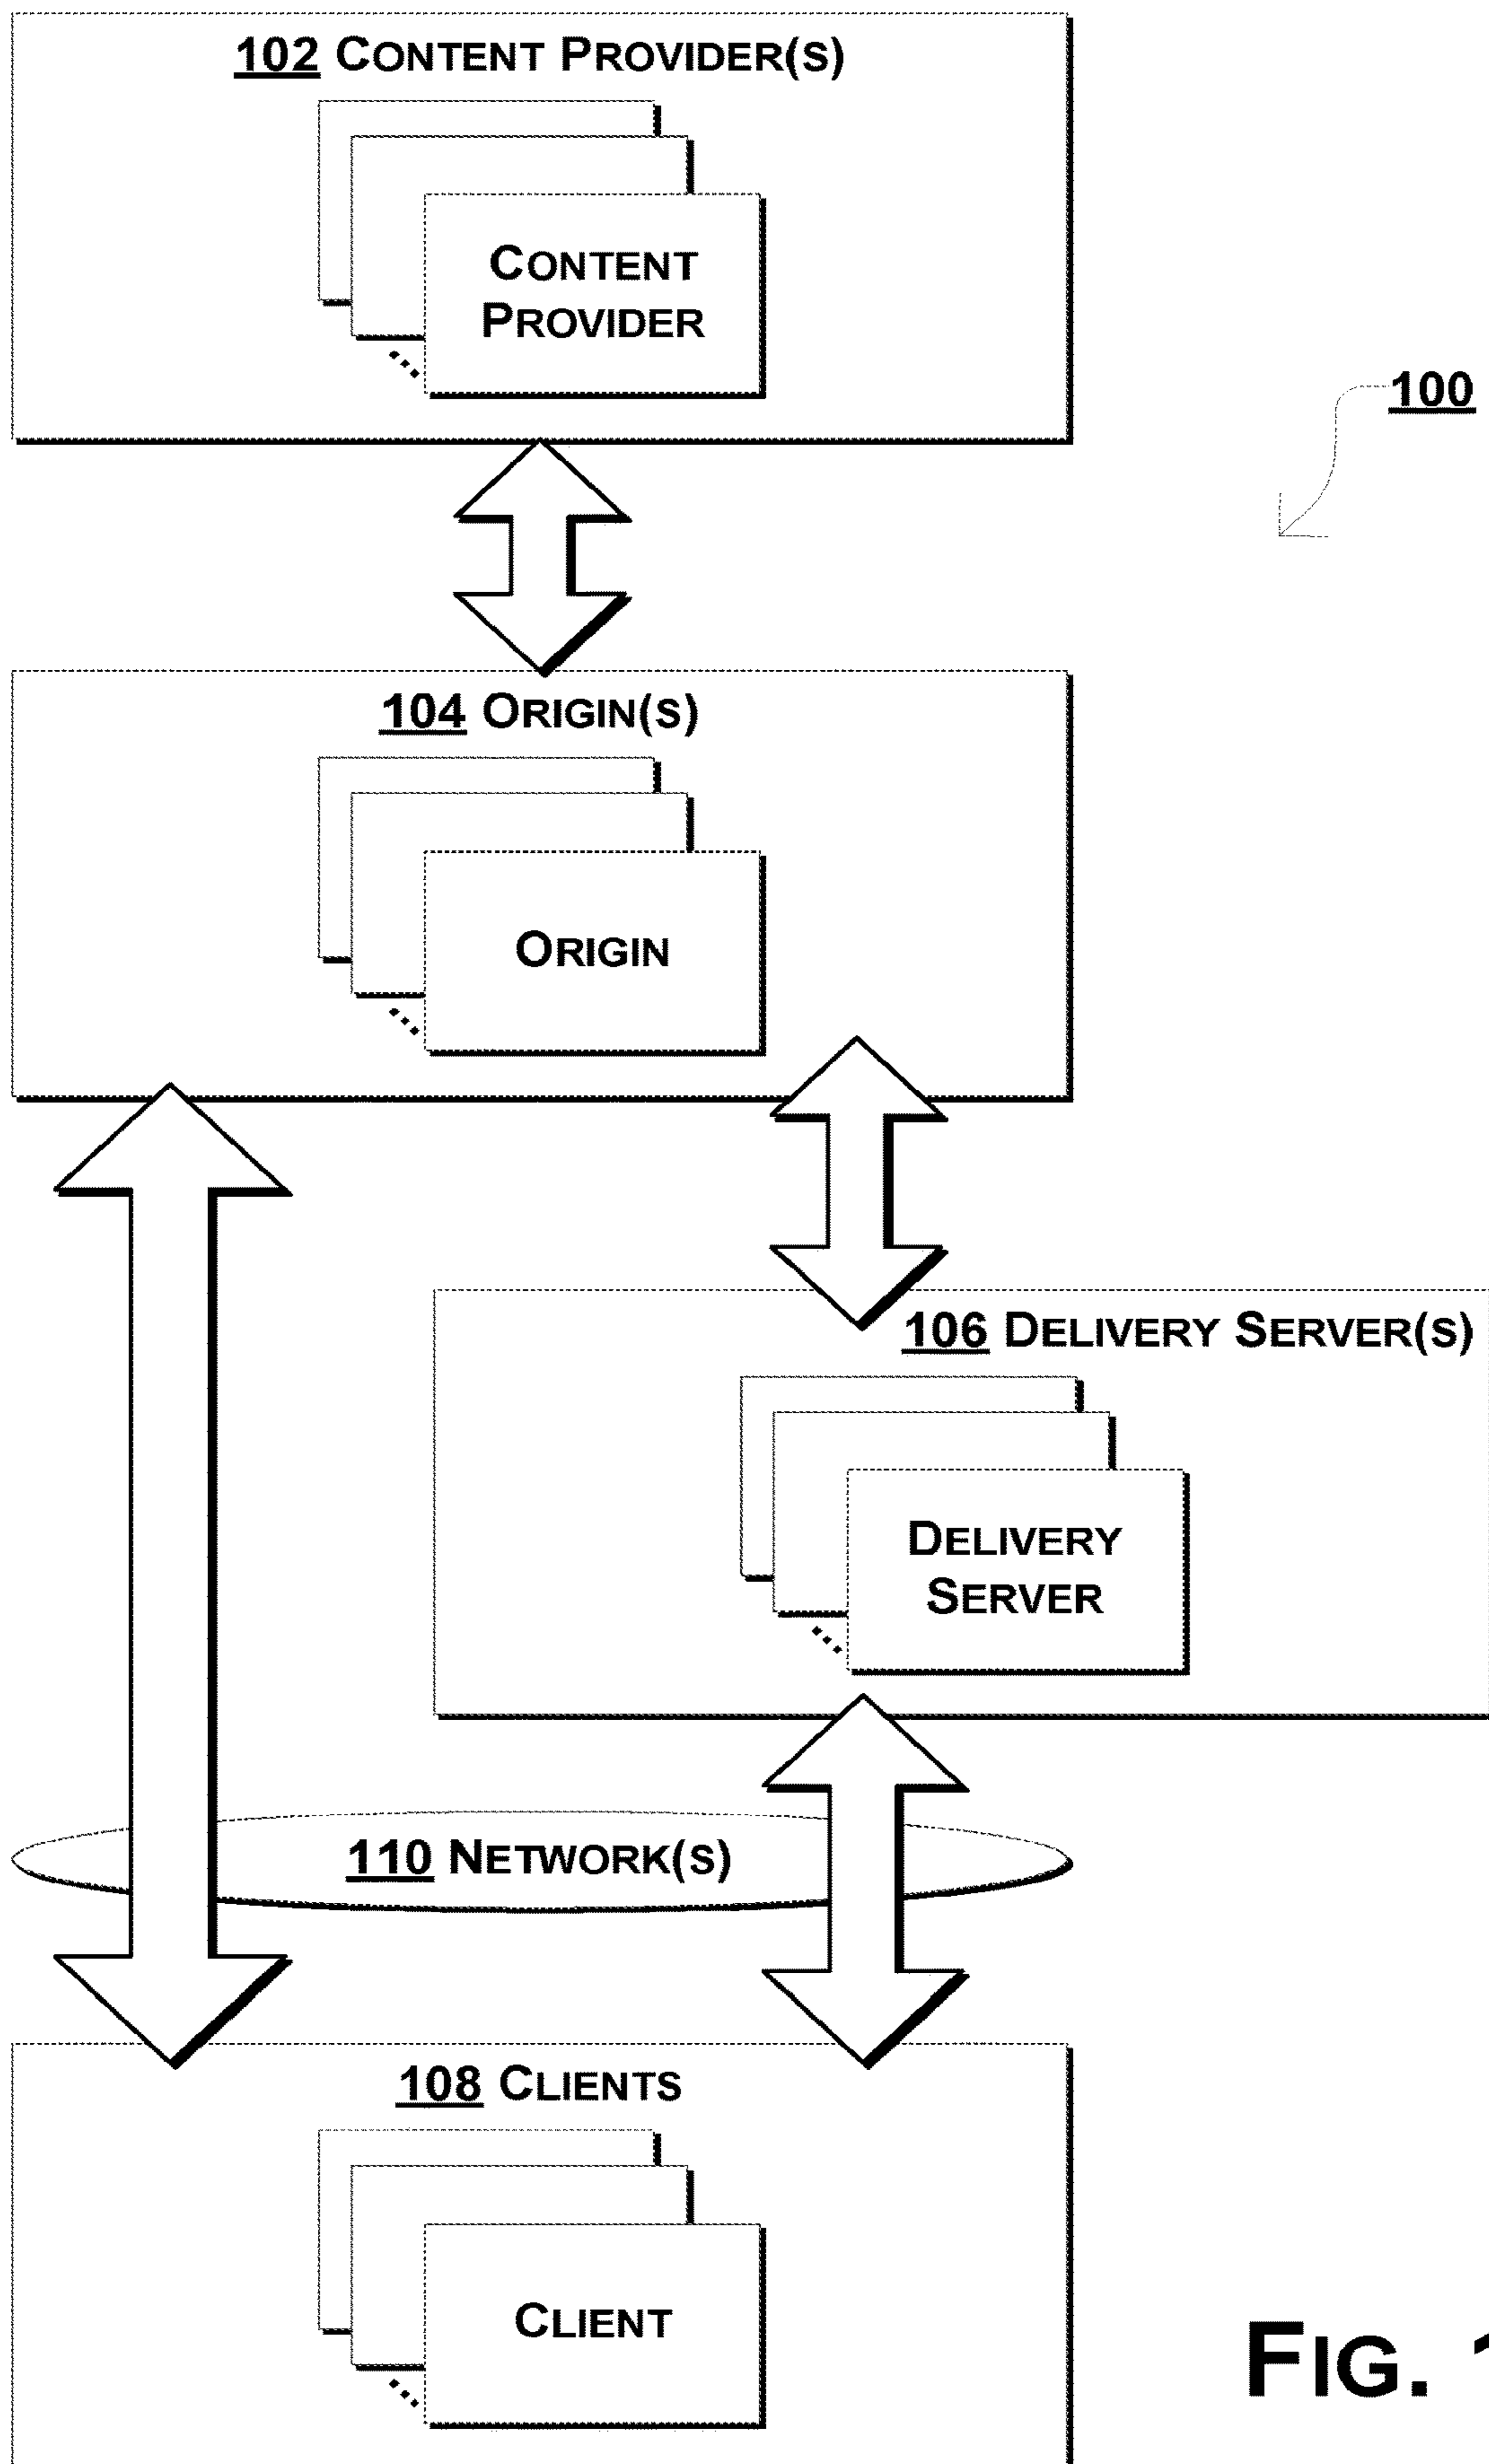 102 CONTENT PROVIDER(S)
CONTENT
PROVIDER
100
104 ORIGIN(S)
ORIGIN
106 DELIVERY SERVER(S)
DELIVERY
SERVER
110 NETWORK(S)
108 CLIENTS
CLIENT
FIG. 1